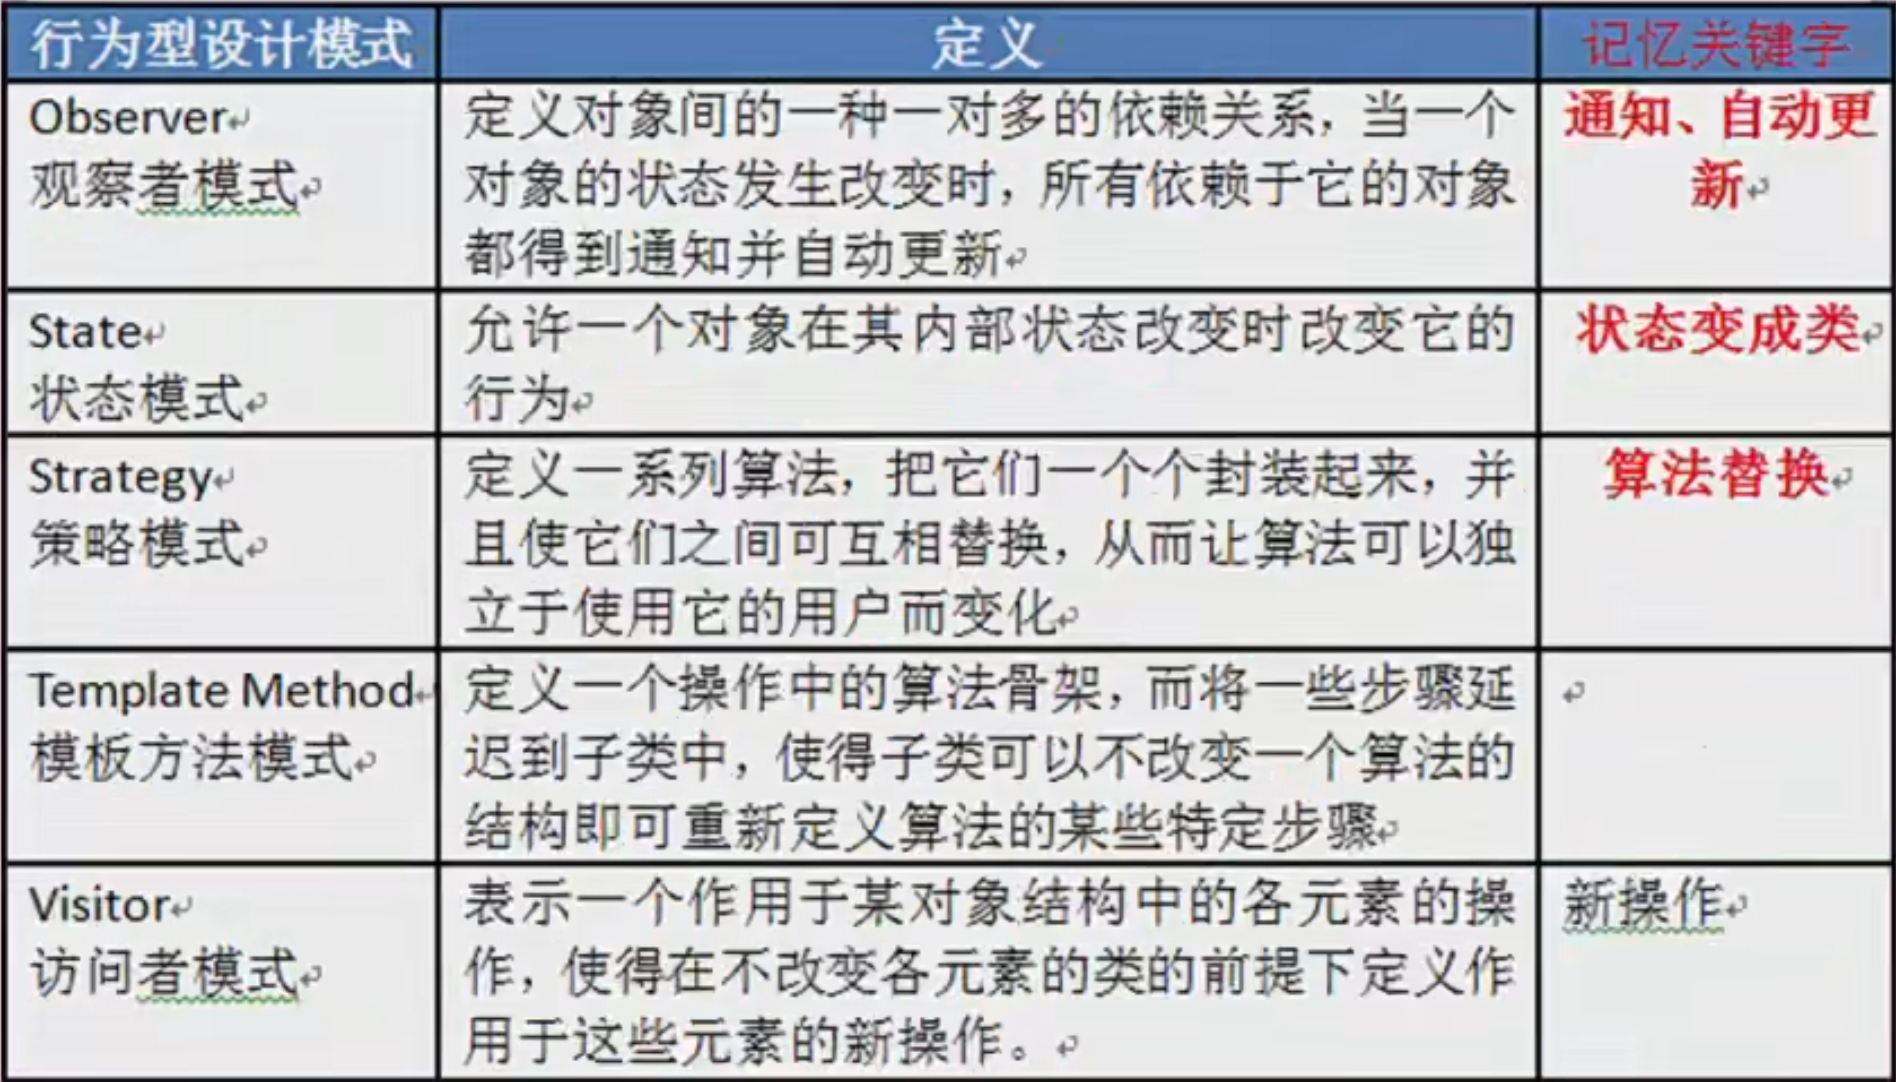 行为型设计模式
定义
记忆关键字
Observer
观察者模式
定义对象间的一种一对多的依赖关系，当一个
对象的状态发生改变时，所有依赖于它的对象
都得到通知并自动更新
通知、自动更
新
State
状态模式
允许一个对象在其内部状态改变时改变它的
行为
状态变成类
Strategy
策略模式
定义一系列算法，把它们一个个封装起来，并
且使它们之间可互相替换，从而让算法可以独
立于使用它的用户而变化
算法替换
Template Method
模板方法模式
定义一个操作中的算法骨架，而将一些步骤延
迟到子类中，使得子类可以不改变一个算法的
结构即可重新定义算法的某些特定步骤
Visitor
访问者模式
表示一个作用于某对象结构中的各元素的操
作，使得在不改变各元素的类的前提下定义作
用于这些元素的新操作。
新操作